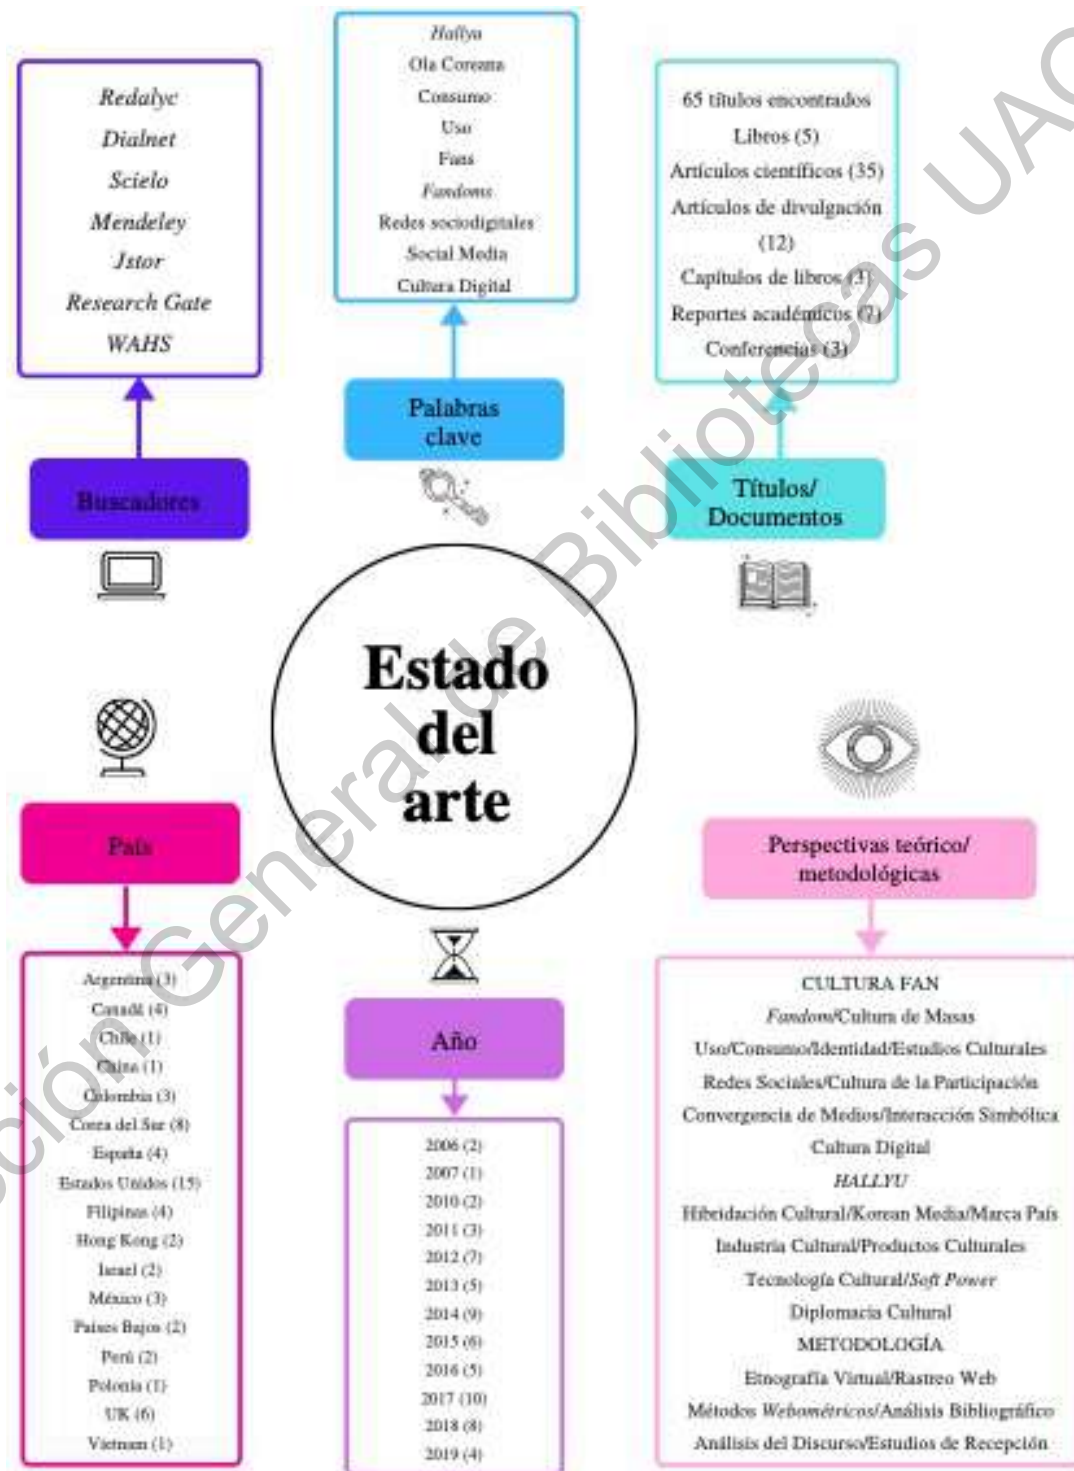 Redalyc
Dialnet
Scielo
Mendeley
Jstor
Research Gate
WAHS
Buscadores
Hallyu
Ola Coreana
Consumo
Uso
Fans
Fandoms
Redes sociodigitales
Social Media
Cultura Digital
Palabras
clave
65 títulos encontrados
Libros (5)
Artículos científicos (35)
Artículos de divulgación
(12)
Capítulos de libros (3)
Reportes académicos (7)
Conferencias (3)
Títulos/
Documentos
Estado
del
arte
País
Argentina (3)
Canadá (4)
Chile (1)
China (1)
Colombia (3)
Corea del Sur (8)
España (4)
Estados Unidos (15)
Filipinas (4)
Hong Kong (2)
Israel (2)
México (3)
Países Bajos (2)
Perú (2)
Polonia (1)
UK (6)
Vietnam (1)
Año
2006 (2)
2007 (1)
2010 (2)
2011 (3)
2012 (7)
2013 (5)
2014 (9)
2015 (6)
2016 (5)
2017 (10)
2018 (8)
2019 (4)
Perspectivas teórico/
metodológicas
CULTURA FAN
Fandom/Cultura de Masas
Uso/Consumo/Identidad/Estudios Culturales
Redes Sociales/Cultura de la Participación
Convergencia de Medios/Interacción Simbólica
Cultura Digital
HALLYU
Hibridación Cultural/Korean Media/Marca País
Industria Cultural/Productos Culturales
Tecnología Cultural/Soft Power
Diplomacia Cultural
METODOLOGÍA
Etnografía Virtual/Rastreo Web
Métodos Webométricos/Análisis Bibliográfico
Análisis del Discurso/Estudios de Recepción
ción General de Bibliotecas UAQ